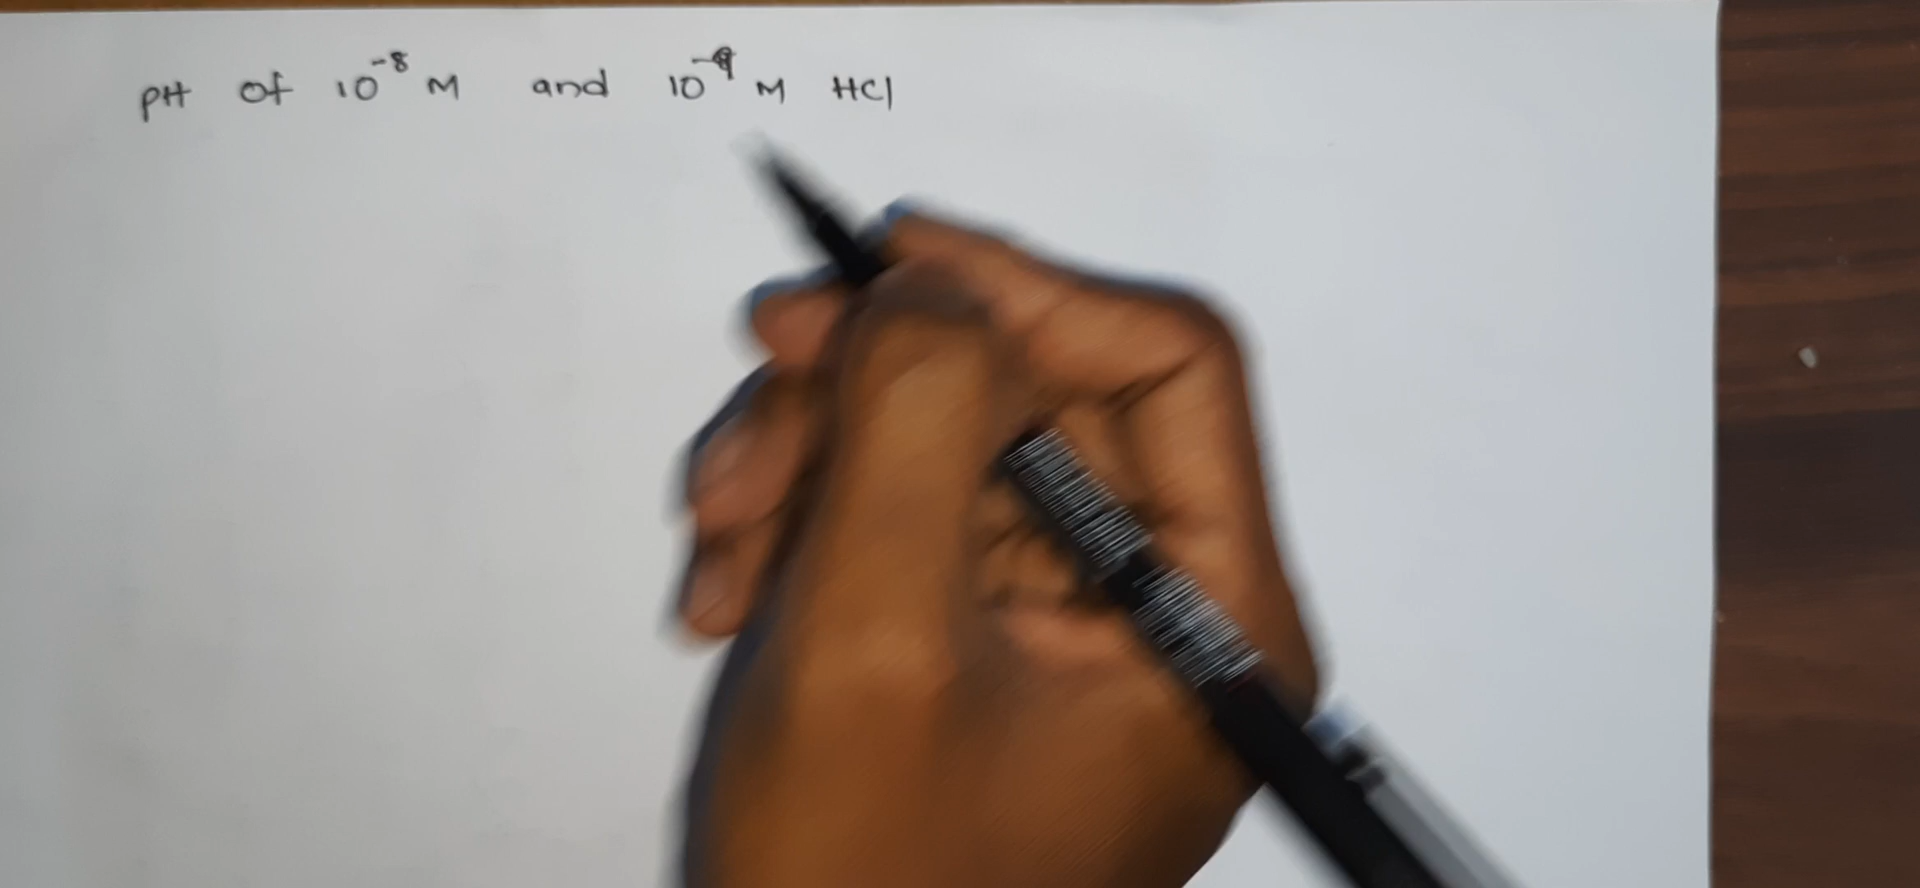 pH of 10⁻⁸ M and 10⁻⁹ M HCl